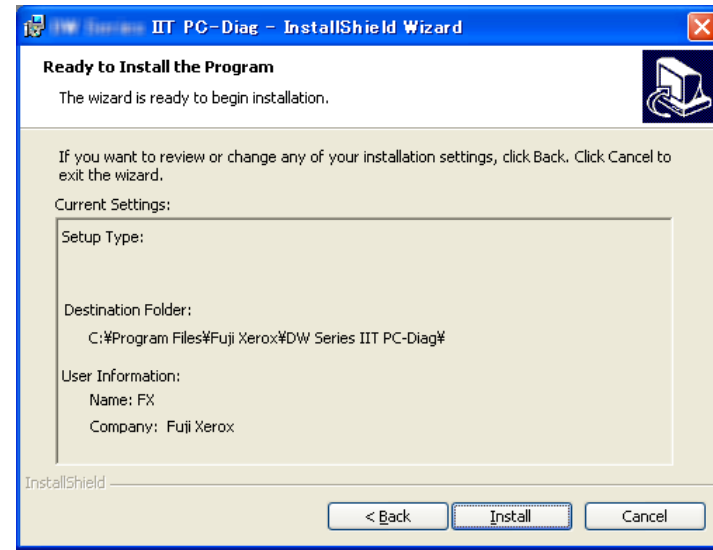 IIT PC-Diag - InstallShield Wizard
Ready to Install the Program
The wizard is ready to begin installation.
If you want to review or change any of your installation settings, click Back. Click Cancel to
exit the wizard.
Current Settings:
Setup Type:
Destination Folder:
C:¥Program Files¥Fuji Xerox¥DW Series IIT PC-Diag¥
User Information:
Name: FX
Company: Fuji Xerox
InstallShield
< Back Install Cancel